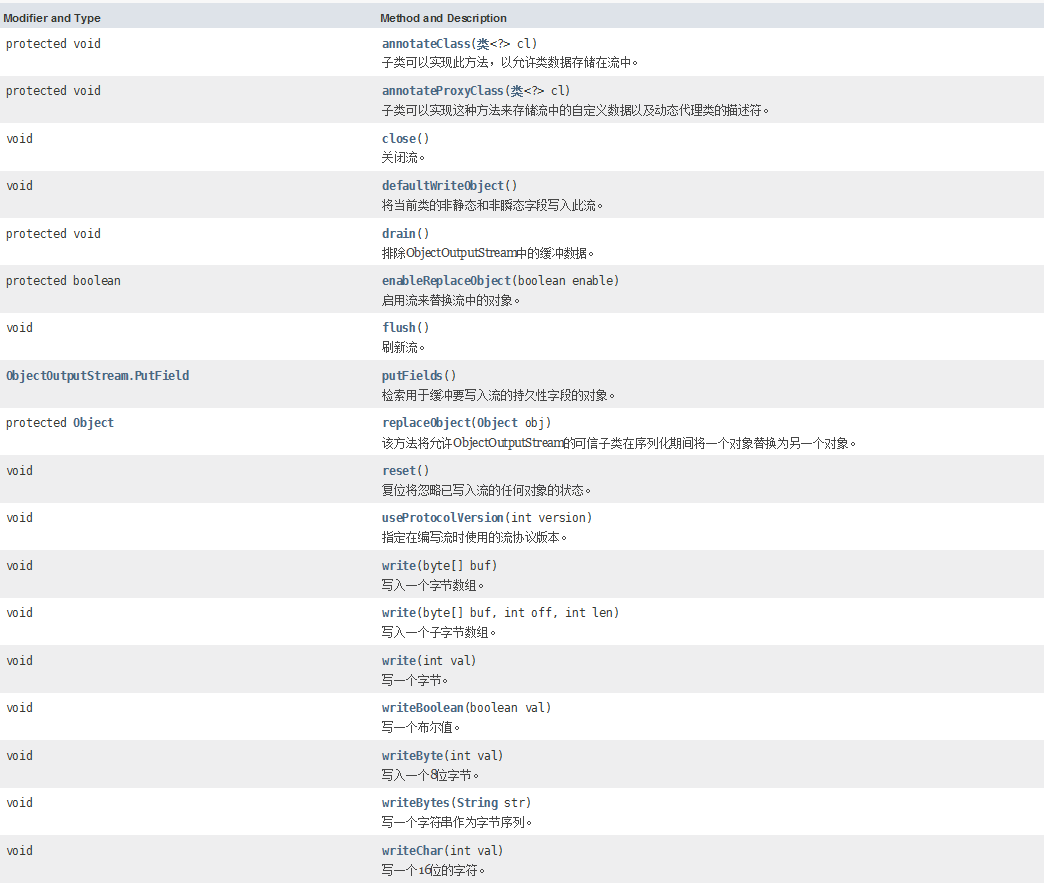 Modifier and Type Method and Description
protected void annotateClass(类<?> cl)
子类可以实现此方法，以允许类数据存储在流中。
protected void annotateProxyClass(类<?> cl)
子类可以实现这种方法来存储流中的自定义数据以及动态代理类的描述符。
void close()
关闭流。
void defaultWriteObject()
将当前类的非静态和非瞬态字段写入此流。
protected void drain()
排除ObjectOutputStream中的缓冲数据。
protected boolean enableReplaceObject(boolean enable)
启用流来替换流中的对象。
void flush()
刷新流。
ObjectOutputStream.PutField putFields()
检索用于缓冲要写入流的持久性字段的对象。
protected Object replaceObject(Object obj)
该方法将允许ObjectOutputStream的可信子类在序列化期间将一个对象替换为另一个对象。
void reset()
复位将忽略已写入流的任何对象的状态。
void useProtocolVersion(int version)
指定在编写流时使用的流协议版本。
void write(byte[] buf)
写入一个字节数组。
void write(byte[] buf, int off, int len)
写入一个子字节数组。
void write(int val)
写一个字节。
void writeBoolean(boolean val)
写一个布尔值。
void writeByte(int val)
写入一个8位字节。
void writeBytes(String str)
写一个字符串作为字节序列。
void writeChar(int val)
写一个16位的字符。